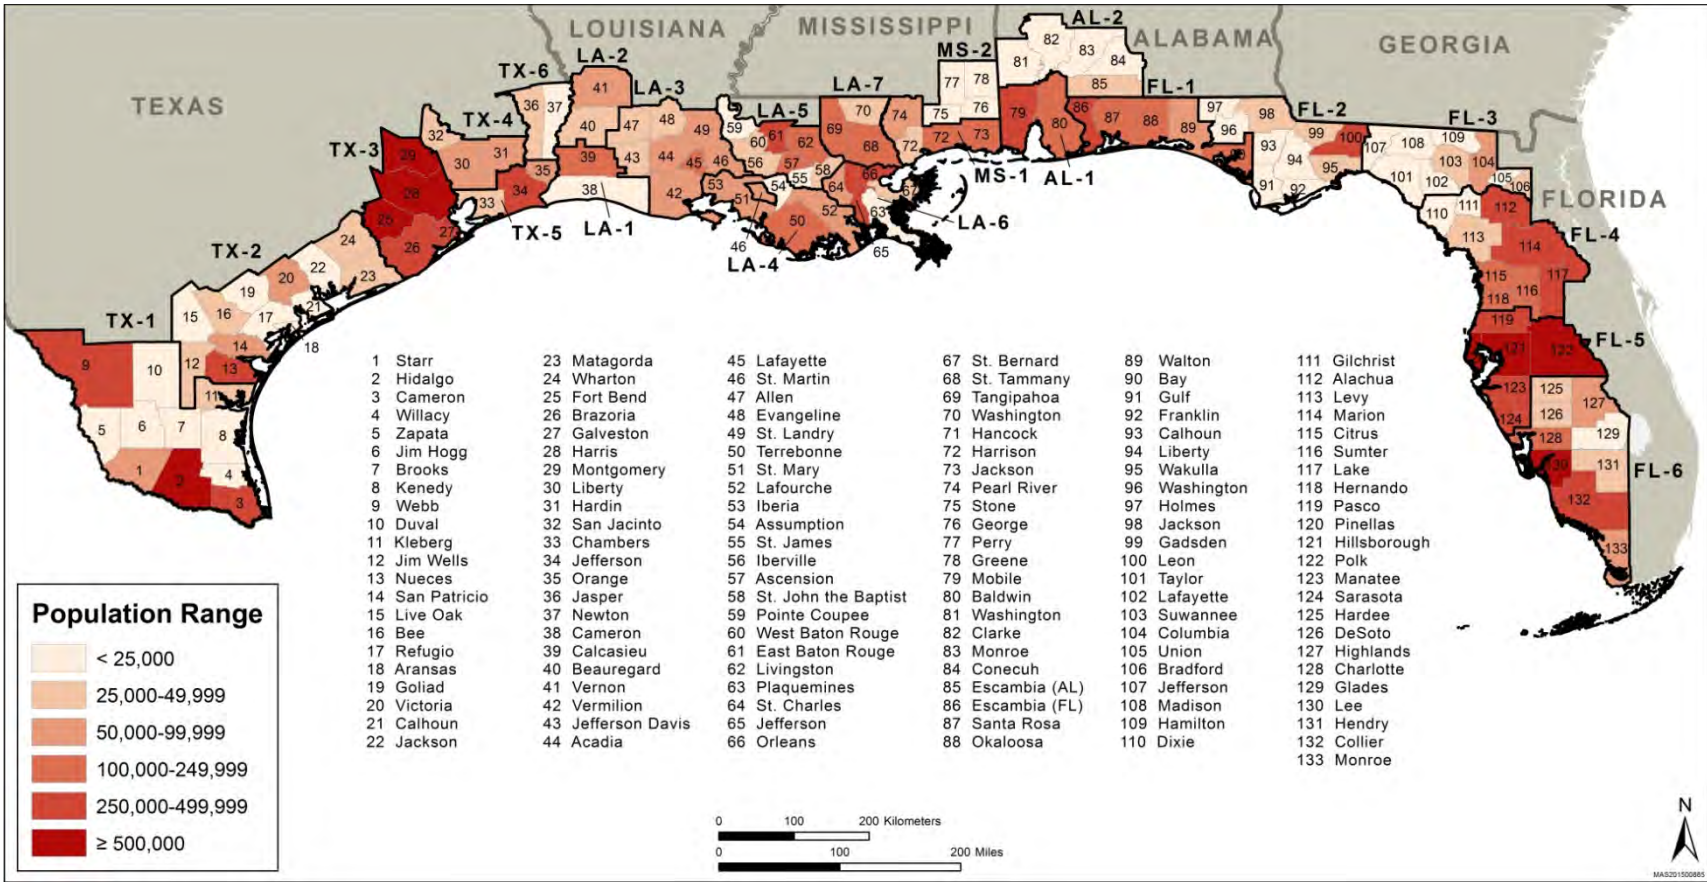 LOUISIANA
MISSISSIPPI
AL-2
ALABAMA
GEORGIA
MS-2
TX-6
LA-2
LA-3
LA-7
FL-1
TEXAS
TX-4
LA-5
FL-2
FL-3
TX-3
MS-1
AL-1
FLORIDA
TX-5
LA-1
LA-6
FL-4
TX-2
LA-4
TX-1
FL-5
FL-6
1 Starr
2 Hidalgo
3 Cameron
4 Willacy
5 Zapata
6 Jim Hogg
7 Brooks
8 Kenedy
9 Webb
10 Duval
11 Kleberg
12 Jim Wells
13 Nueces
14 San Patricio
15 Live Oak
16 Bee
17 Refugio
18 Aransas
19 Goliad
20 Victoria
21 Calhoun
22 Jackson
23 Matagorda
24 Wharton
25 Fort Bend
26 Brazoria
27 Galveston
28 Harris
29 Montgomery
30 Liberty
31 Hardin
32 San Jacinto
33 Chambers
34 Jefferson
35 Orange
36 Jasper
37 Newton
38 Cameron
39 Calcasieu
40 Beauregard
41 Vernon
42 Vermilion
43 Jefferson Davis
44 Acadia
45 Lafayette
46 St. Martin
47 Allen
48 Evangeline
49 St. Landry
50 Terrebonne
51 St. Mary
52 Lafourche
53 Iberia
54 Assumption
55 St. James
56 Iberville
57 Ascension
58 St. John the Baptist
59 Pointe Coupee
60 West Baton Rouge
61 East Baton Rouge
62 Livingston
63 Plaquemines
64 St. Charles
65 Jefferson
66 Orleans
67 St. Bernard
68 St. Tammany
69 Tangipahoa
70 Washington
71 Hancock
72 Harrison
73 Jackson
74 Pearl River
75 Stone
76 George
77 Perry
78 Greene
79 Mobile
80 Baldwin
81 Washington
82 Clarke
83 Monroe
84 Conecuh
85 Escambia (AL)
86 Escambia (FL)
87 Santa Rosa
88 Okaloosa
89 Walton
90 Bay
91 Gulf
92 Franklin
93 Calhoun
94 Liberty
95 Wakulla
96 Washington
97 Holmes
98 Jackson
99 Gadsden
100 Leon
101 Taylor
102 Lafayette
103 Suwannee
104 Columbia
105 Union
106 Bradford
107 Jefferson
108 Madison
109 Hamilton
110 Dixie
111 Gilchrist
112 Alachua
113 Levy
114 Marion
115 Citrus
116 Sumter
117 Lake
118 Hernando
119 Pasco
120 Pinellas
121 Hillsborough
122 Polk
123 Manatee
124 Sarasota
125 Hardee
126 DeSoto
127 Highlands
128 Charlotte
129 Glades
130 Lee
131 Hendry
132 Collier
133 Monroe
Population Range
< 25,000
25,000-49,999
50,000-99,999
100,000-249,999
250,000-499,999
≥ 500,000
0 100 200 Kilometers
0 100 200 Miles
N
MAS201500885